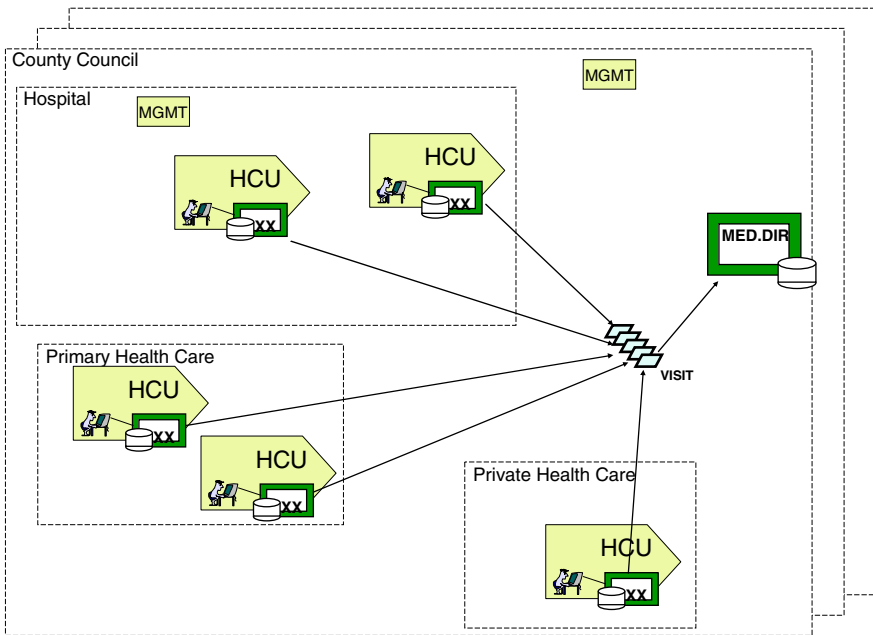 County Council
MGMT
Hospital
MGMT
HCU
XX
HCU
XX
MED.DIR
VISIT
Primary Health Care
HCU
XX
HCU
XX
Private Health Care
HCU
XX